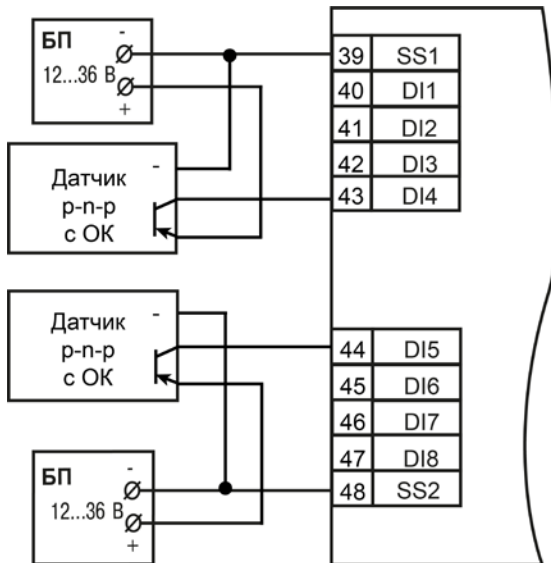 БП
-
12...36 В
+
Датчик
p-n-p
с ОК
-
39 SS1
40 DI1
41 DI2
42 DI3
43 DI4
Датчик
p-n-p
с ОК
-
БП
-
12...36 В
+
44 DI5
45 DI6
46 DI7
47 DI8
48 SS2